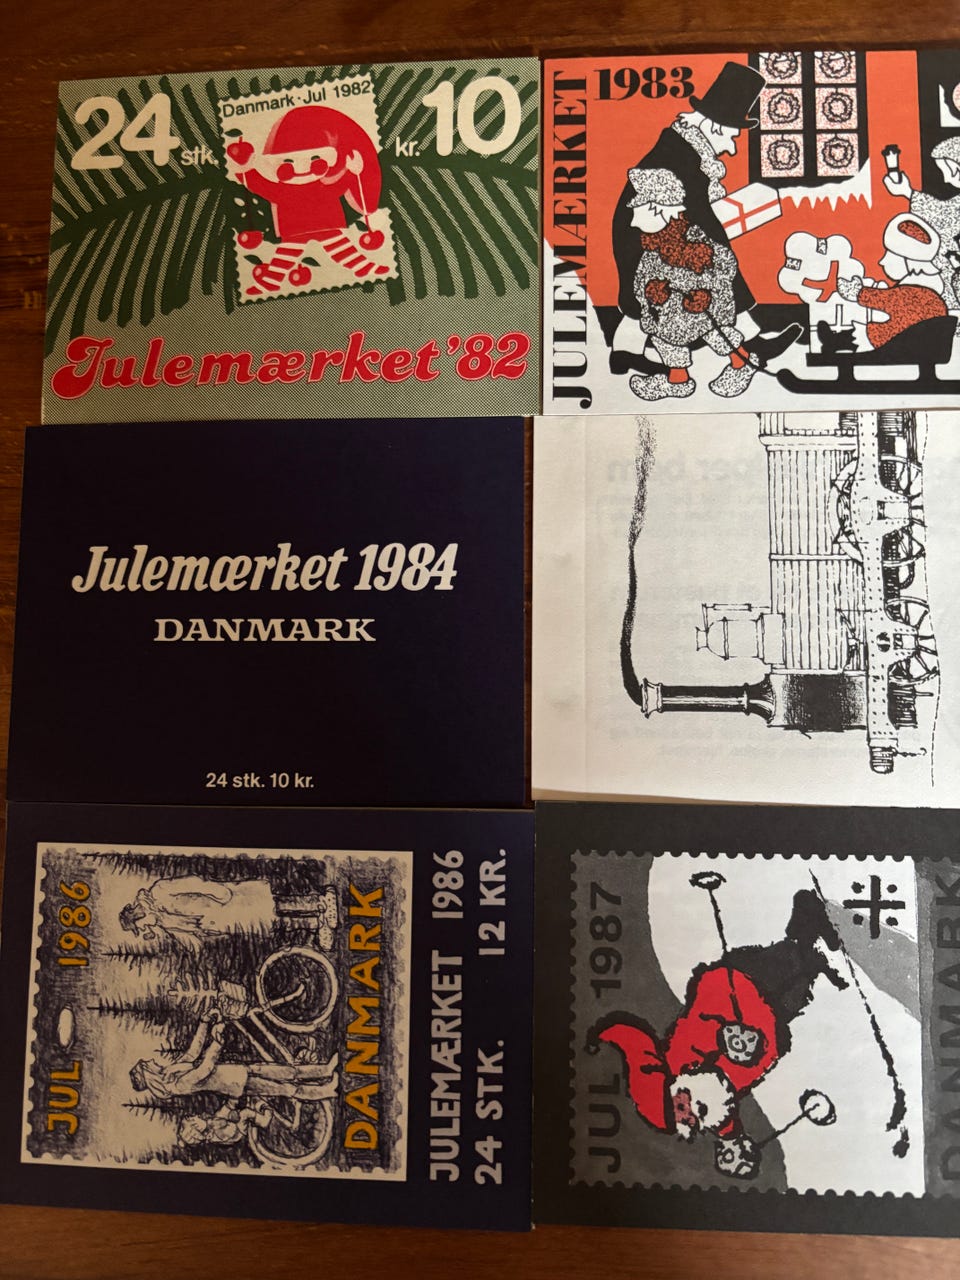 24 stk.
Danmark · Jul 1982
kr. 10
Julemærket '82
JULEMÆRKET 1983
Julemærket 1984
DANMARK
24 stk. 10 kr.
JUL 1986
DANMARK
JULEMÆRKET 1986
24 STK. 12 KR.
JUL 1987
DANMARK